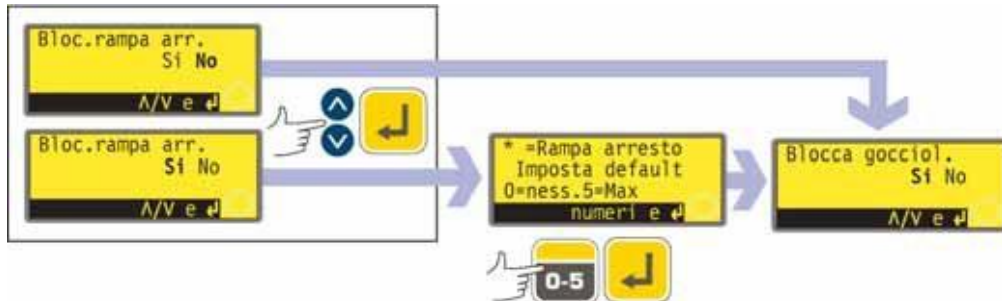 Bloc.rampa arr.
Si No
Λ/V e ↲
Bloc.rampa arr.
Si No
Λ/V e ↲
* =Rampa arresto
Imposta default
0=ness.5=Max
numeri e ↲
0-5
Blocca gocciol.
Si No
Λ/V e ↲